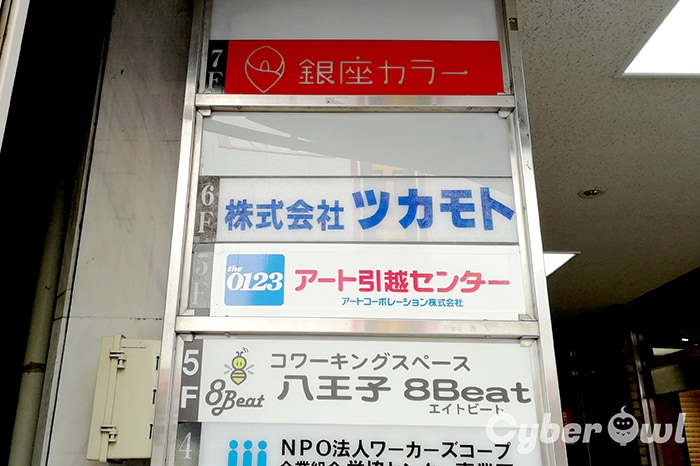 Cyber Owl
7F
銀座カラー
6F
株式会社 ツカモト
5F
the 0123
アート引越センター
アートコーポレーション株式会社
5F
8Beat
コワーキングスペース
八王子 8Beat
エイトビート
4
NPO法人ワーカーズコープ
Cyber Owl